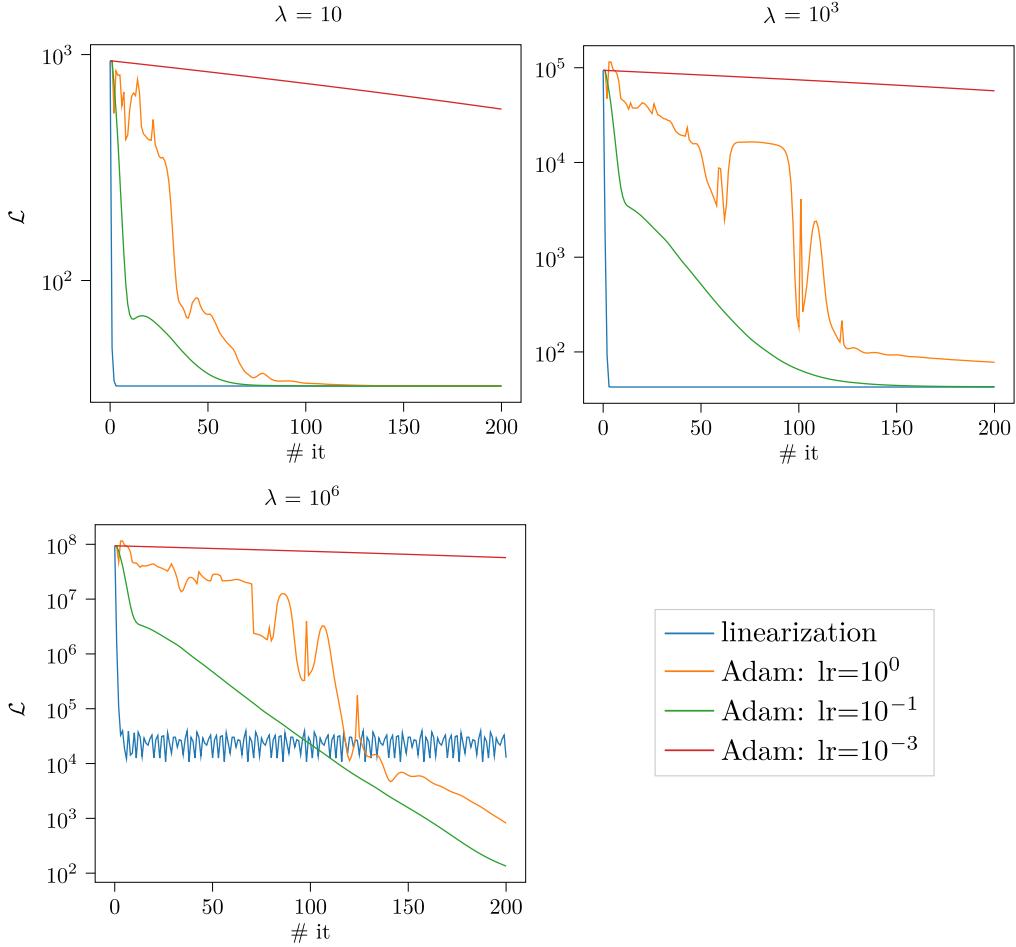 λ = 10
10³
10²
ℒ
0 50 100 150 200
# it
λ = 10³
10⁵
10⁴
10³
10²
0 50 100 150 200
# it
λ = 10⁶
10⁸
10⁷
10⁶
10⁵
10⁴
10³
10²
ℒ
0 50 100 150 200
# it
linearization
Adam: lr=10⁰
Adam: lr=10⁻¹
Adam: lr=10⁻³